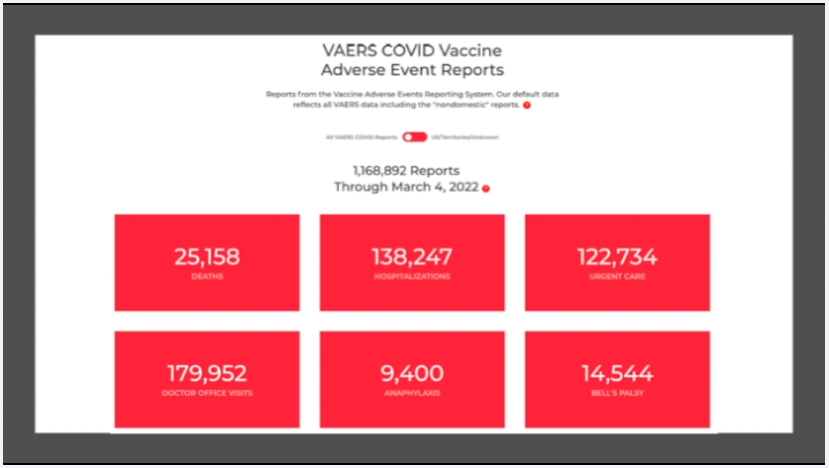 VAERS COVID Vaccine
Adverse Event Reports
Reports from the Vaccine Adverse Events Reporting System. Our default data
reflects all VAERS data including the "nondomestic" reports. ?
All VAERS COVID Reports US/Territories/Unknown
1,168,892 Reports
Through March 4, 2022 ?
25,158 138,247 122,734
DEATHS HOSPITALIZATIONS URGENT CARE
179,952 9,400 14,544
DOCTOR OFFICE VISITS ANAPHYLAXIS BELL'S PALSY